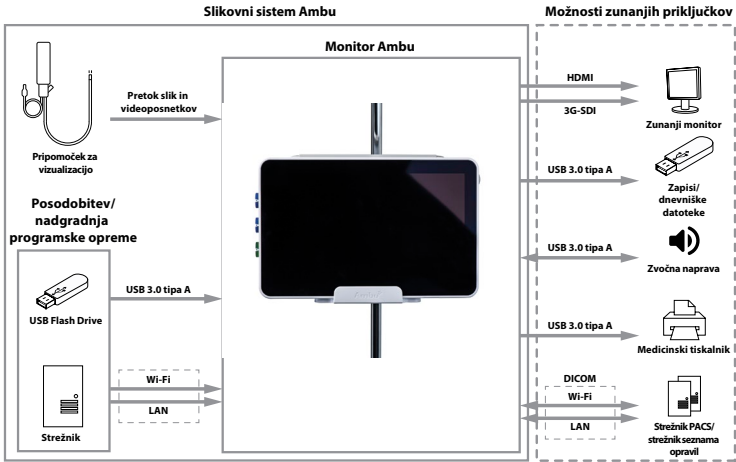 Slikovni sistem Ambu
Možnosti zunanjih priključkov
Monitor Ambu
Pretok slik in
videoposnetkov
Pripomoček za
vizualizacijo
Posodobitev/
nadgradnja
programske opreme
USB 3.0 tipa A
USB Flash Drive
Wi-Fi
LAN
Strežnik
HDMI
3G-SDI
Zunanji monitor
USB 3.0 tipa A
Zapisi/
dnevniške
datoteke
USB 3.0 tipa A
Zvočna naprava
USB 3.0 tipa A
Medicinski tiskalnik
DICOM
Wi-Fi
LAN
Strežnik PACS/
strežnik seznama
opravil